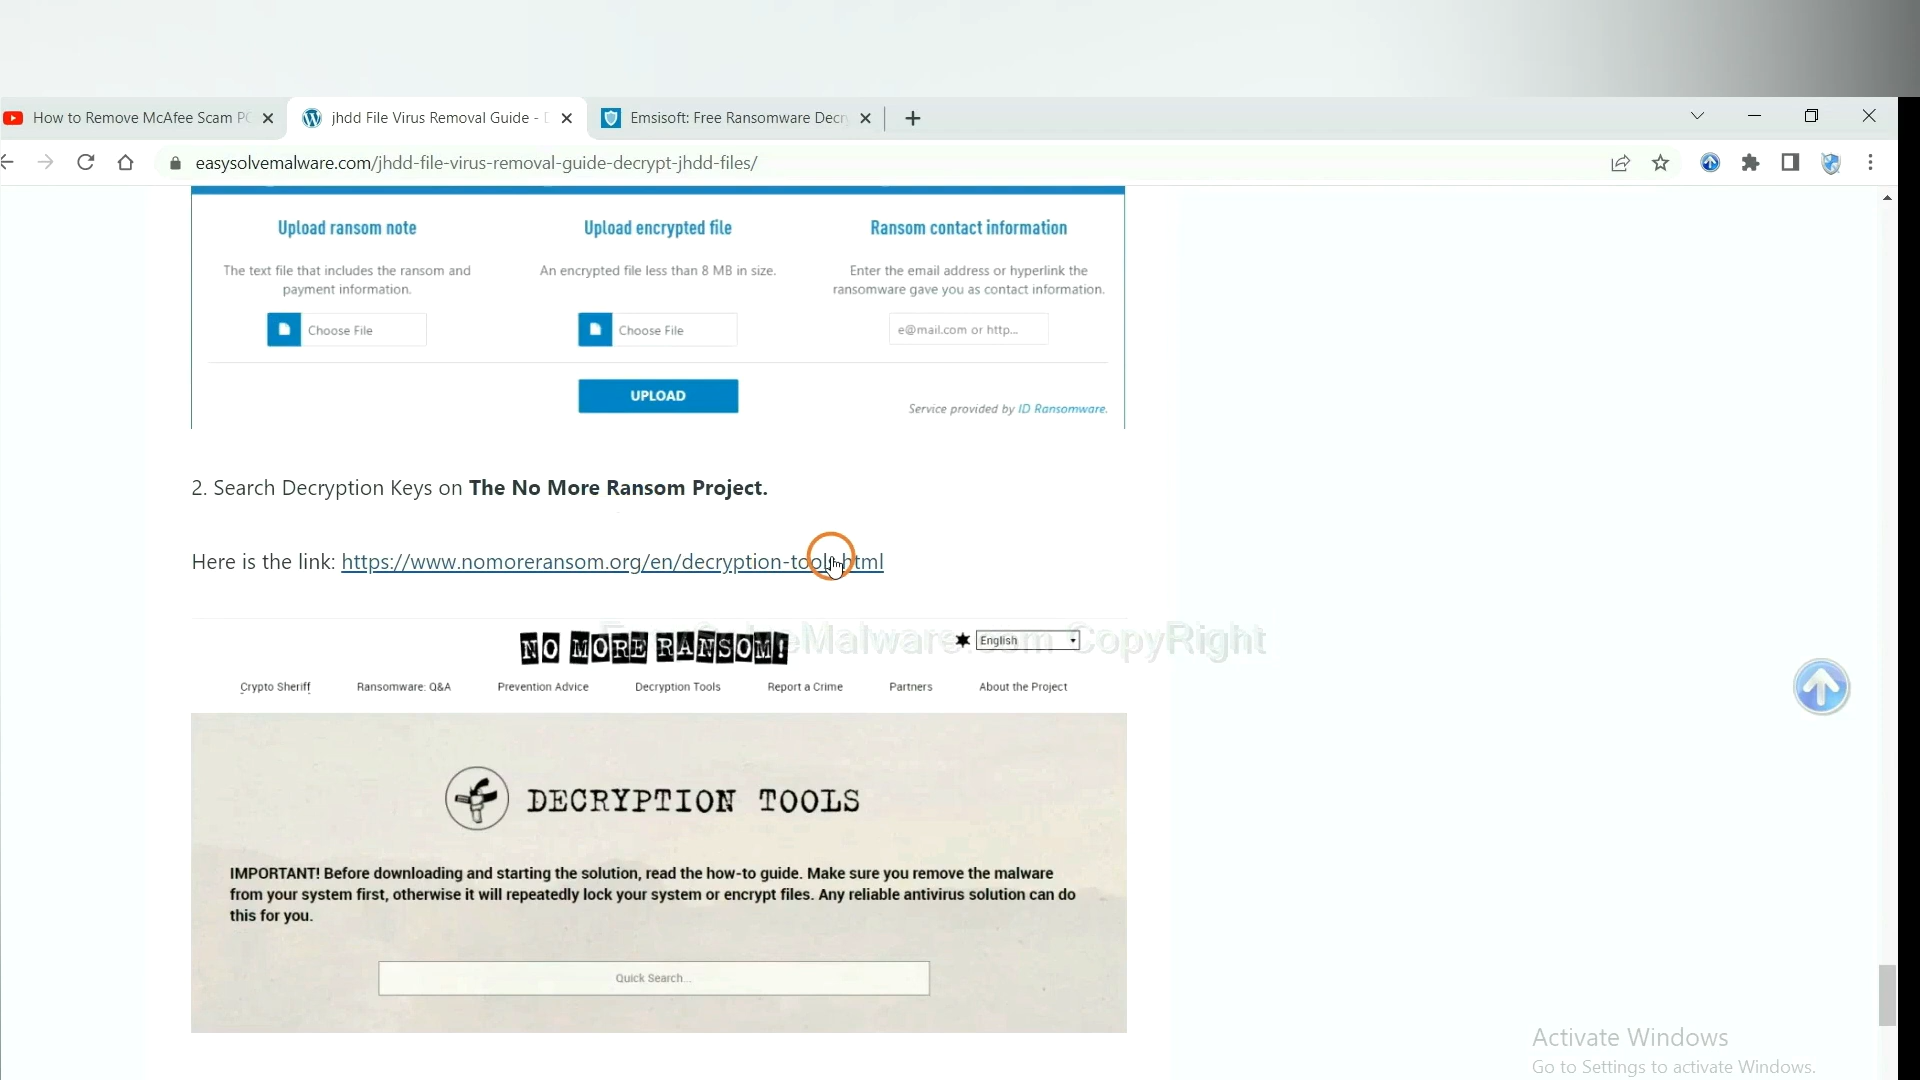 How to Remove McAfee Scam P
jhdd File Virus Removal Guide -
Emsisoft: Free Ransomware Decr
easysolvemalware.com/jhdd-file-virus-removal-guide-decrypt-jhdd-files/
Upload ransom note
Upload encrypted file
Ransom contact information
The text file that includes the ransom and
payment information.
An encrypted file less than 8 MB in size.
Enter the email address or hyperlink the
ransomware gave you as contact information.
Choose File
Choose File
e@mail.com or http...
UPLOAD
Service provided by ID Ransomware.
2. Search Decryption Keys on The No More Ransom Project.
Here is the link: https://www.nomoreransom.org/en/decryption-tools.html
EasySolveMalware.com CopyRight
NO MORE RANSOM!
English
Crypto Sheriff
Ransomware: Q&A
Prevention Advice
Decryption Tools
Report a Crime
Partners
About the Project
DECRYPTION TOOLS
IMPORTANT! Before downloading and starting the solution, read the how-to guide. Make sure you remove the malware
from your system first, otherwise it will repeatedly lock your system or encrypt files. Any reliable antivirus solution can do
this for you.
Quick Search...
Activate Windows
Go to Settings to activate Windows.